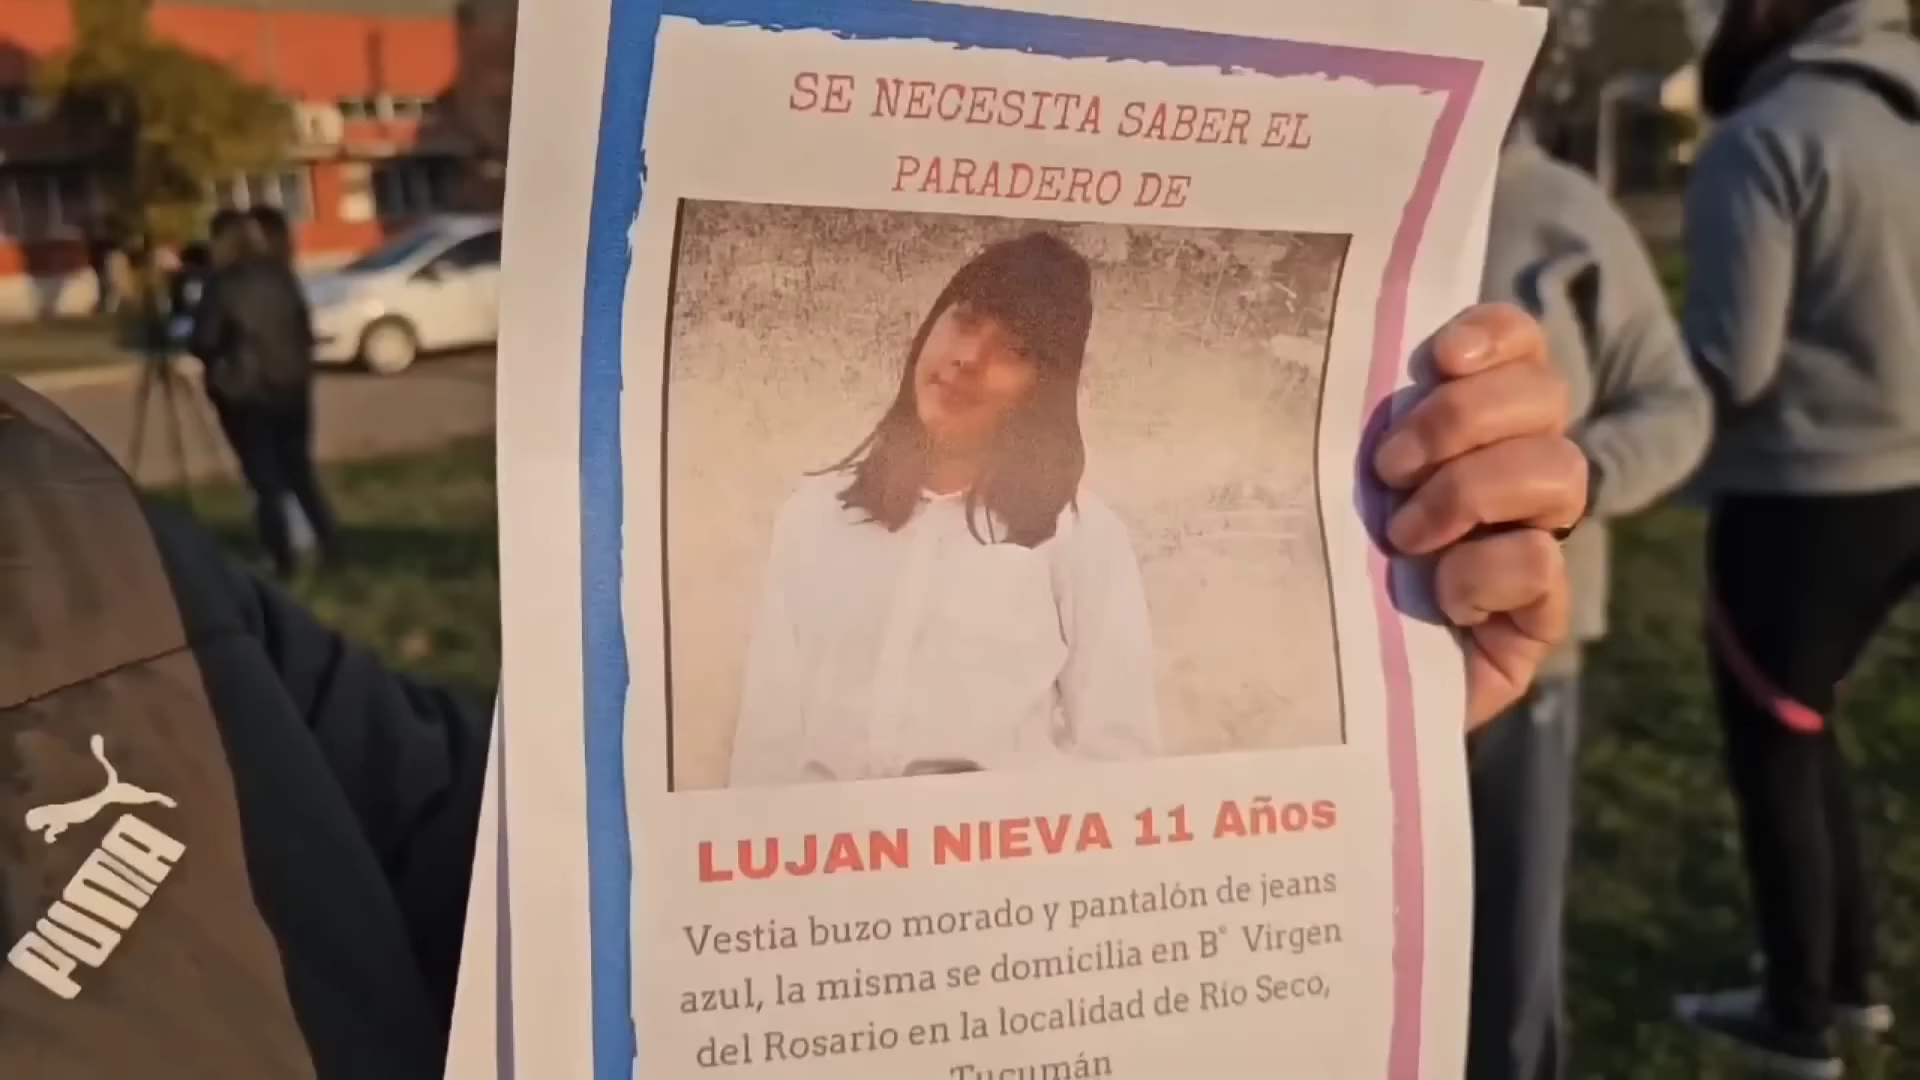 SE NECESITA SABER EL
PARADERO DE
LUJAN NIEVA 11 Años
Vestia buzo morado y pantalón de jeans
azul, la misma se domicilia en B° Virgen
del Rosario en la localidad de Río Seco,
Tucumán
PUMA